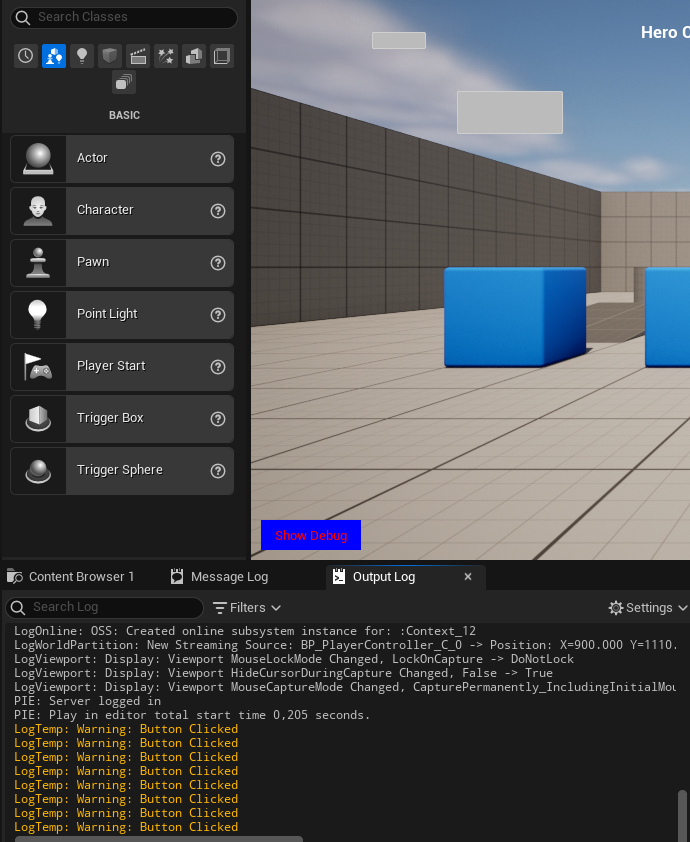 Search Classes
BASIC
Actor
Character
Pawn
Point Light
Player Start
Trigger Box
Trigger Sphere
Hero
Show Debug
Content Browser 1
Message Log
Output Log
Search Log
Filters
Settings
LogOnline: OSS: Created online subsystem instance for: :Context_12
LogWorldPartition: New Streaming Source: BP_PlayerController_C_0 -> Position: X=900.000 Y=1110.
LogViewport: Display: Viewport MouseLockMode Changed, LockOnCapture -> DoNotLock
LogViewport: Display: Viewport HideCursorDuringCapture Changed, False -> True
LogViewport: Display: Viewport MouseCaptureMode Changed, CapturePermanently_IncludingInitialMou
PIE: Server logged in
PIE: Play in editor total start time 0,205 seconds.
LogTemp: Warning: Button Clicked
LogTemp: Warning: Button Clicked
LogTemp: Warning: Button Clicked
LogTemp: Warning: Button Clicked
LogTemp: Warning: Button Clicked
LogTemp: Warning: Button Clicked
LogTemp: Warning: Button Clicked
LogTemp: Warning: Button Clicked